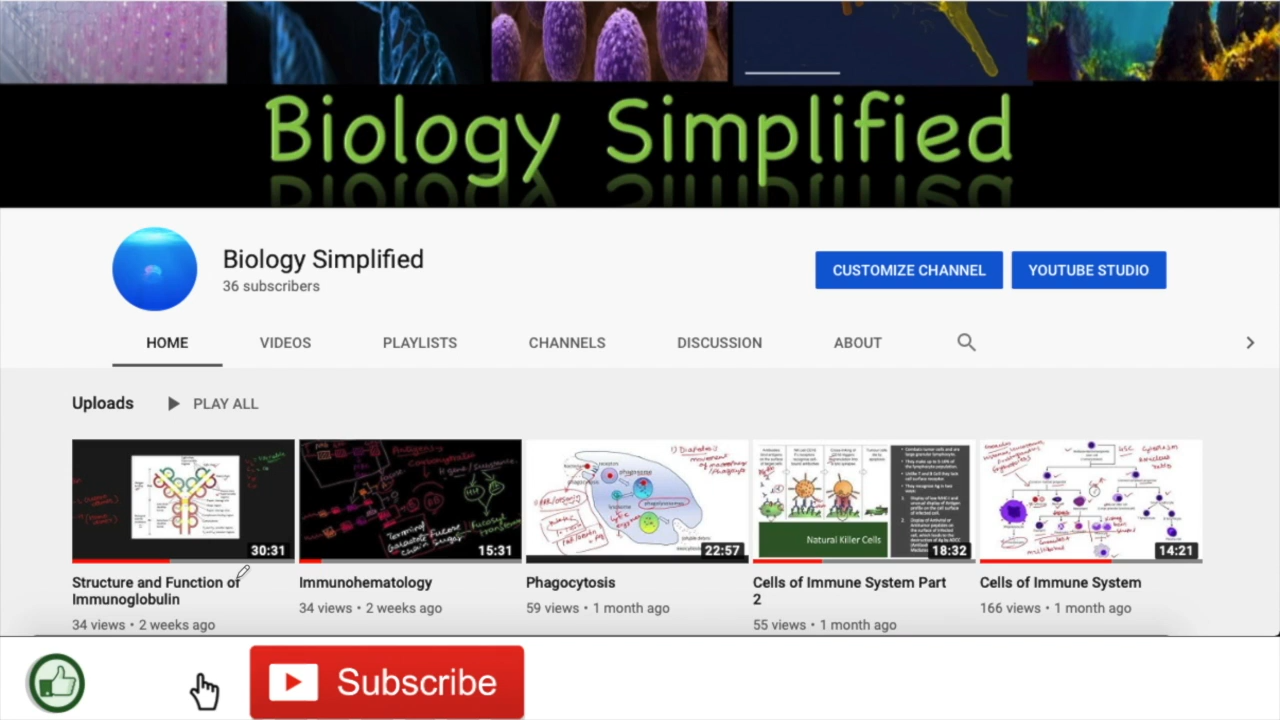 Biology Simplified
Biology Simplified
36 subscribers
CUSTOMIZE CHANNEL
YOUTUBE STUDIO
HOME VIDEOS PLAYLISTS CHANNELS DISCUSSION ABOUT
Uploads PLAY ALL
Natural Killer Cells
30:31
15:31
22:57
18:32
14:21
Structure and Function of
Immunoglobulin
34 views • 2 weeks ago
Immunohematology
34 views • 2 weeks ago
Phagocytosis
59 views • 1 month ago
Cells of Immune System Part
2
55 views • 1 month ago
Cells of Immune System
166 views • 1 month ago
Subscribe